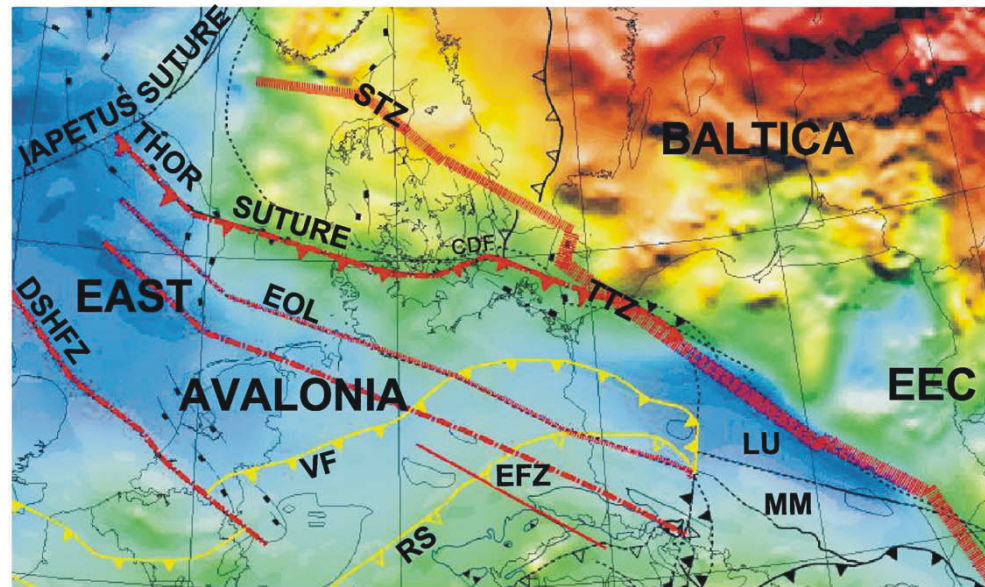 IAPETUS SUTURE
STZ
BALTICA
THOR
SUTURE
CDF
TTZ
EAST
EOL
DSHFZ
EEC
AVALONIA
LU
VF
EFZ
MM
RS